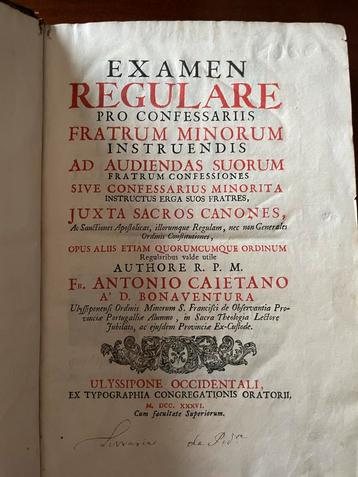 EXAMEN
REGULARE
PRO CONFESSARIIS
FRATRUM MINORUM
INSTRUENDIS
AD AUDIENDAS SUORUM
FRATRUM CONFESSIONES
SIVE CONFESSARIUS MINORITA
INSTRUCTUS ERGA SUOS FRATRES,
JUXTA SACROS CANONES,
Ac Sanctiones Apostolicas, illorumque Regulam, nec non Generales
Ordinis Constitutiones,
OPUS ALIIS ETIAM QUORUMCUMQUE ORDINUM
Regularibus valde utile
AUTHORE R. P. M.
FR. ANTONIO CAIETANO
A' D. BONAVENTURA
Ulyssiponensi Ordinis Minorum S. Francisci de Observantia Pro-
vinciæ Portugalliæ Alumno, in Sacra Theologia Lectore
Jubilato, ac ejusdem Provinciæ Ex-Custode.
ULYSSIPONE OCCIDENTALI,
EX TYPOGRAPHIA CONGREGATIONIS ORATORII,
M. DCC. XXXVI.
Cum facultate Superiorum.
Livraria da